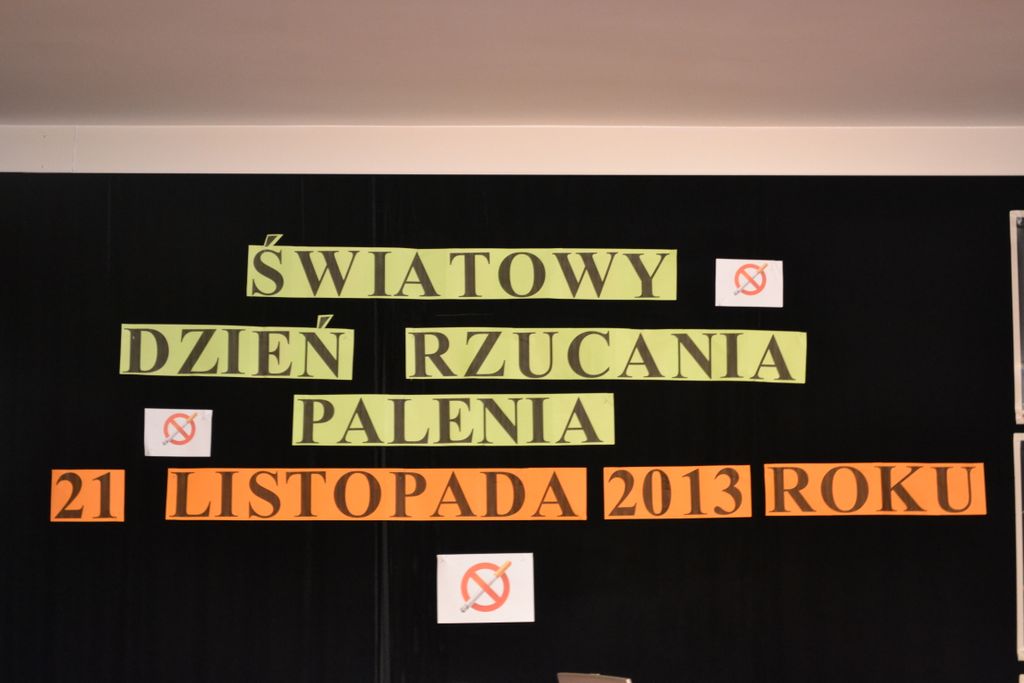 ŚWIATOWY
DZIEŃ RZUCANIA
PALENIA
21 LISTOPADA 2013 ROKU